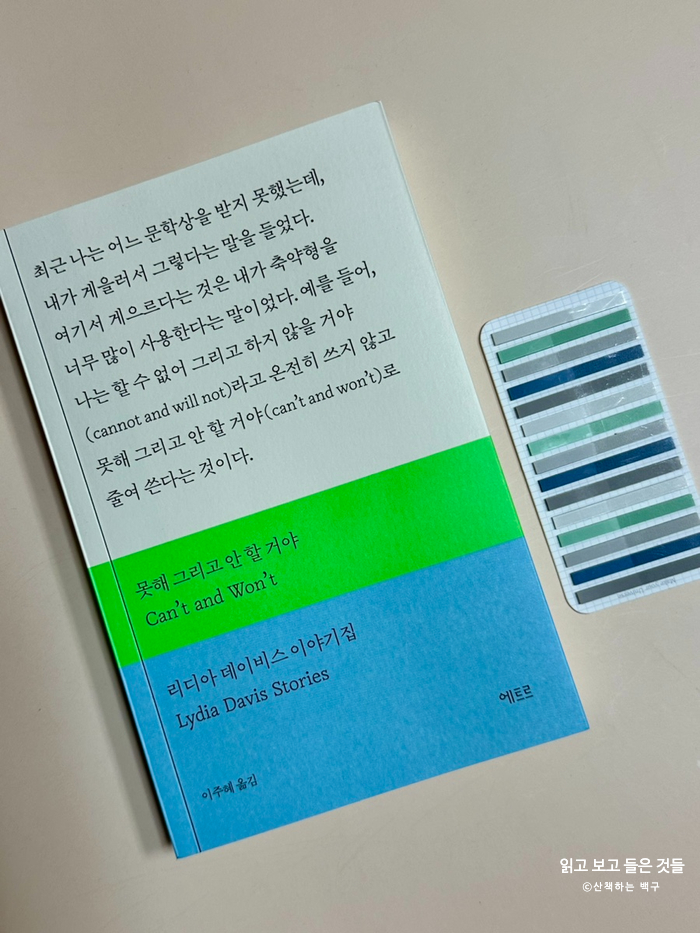 최근 나는 어느 문학상을 받지 못했는데,
내가 게을러서 그렇다는 말을 들었다.
여기서 게으르다는 것은 내가 축약형을
너무 많이 사용한다는 말이었다. 예를 들어,
나는 할 수 없어 그리고 하지 않을 거야
(cannot and will not)라고 온전히 쓰지 않고
못해 그리고 안 할 거야(can’t and won’t)로
줄여 쓴다는 것이다.
못해 그리고 안 할 거야
Can’t and Won’t
리디아 데이비스 이야기집
Lydia Davis Stories
에트르
이주혜 옮김
읽고 보고 들은 것들
©산책하는 백구